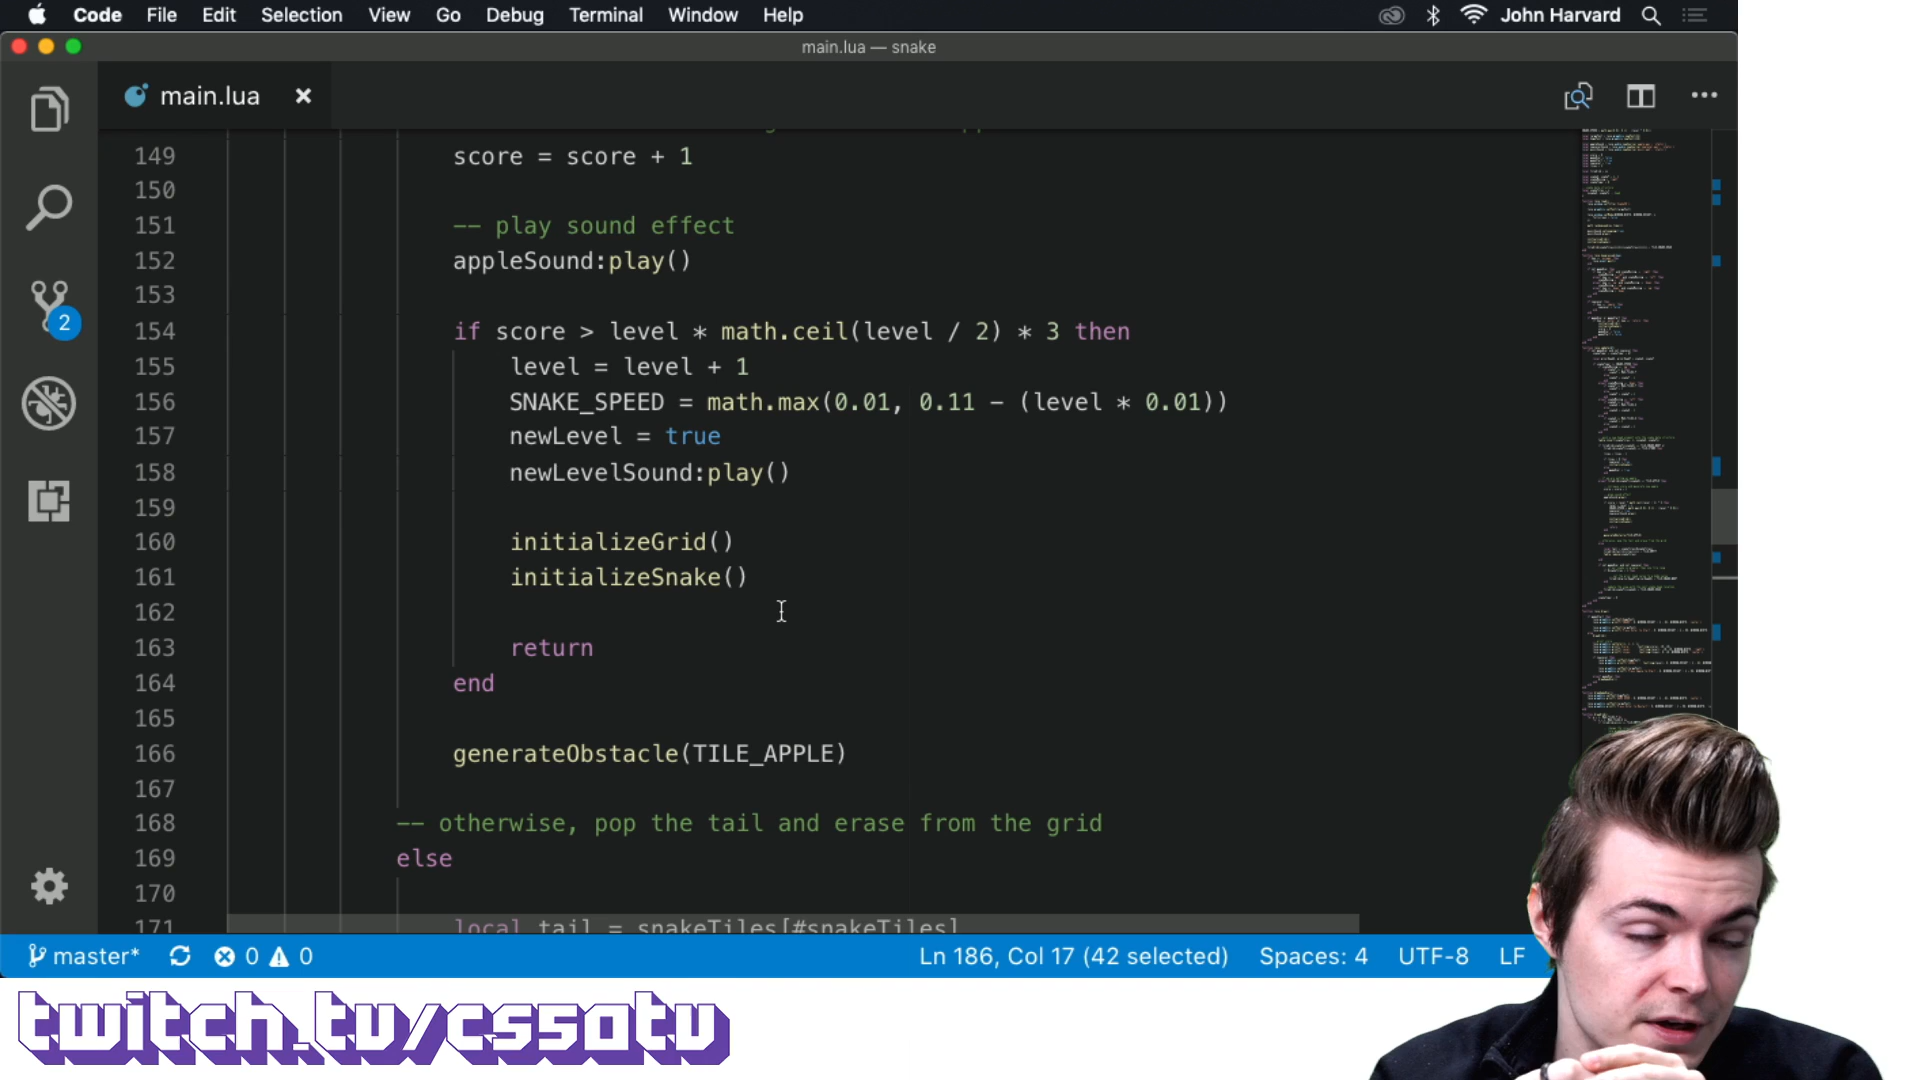 Code File Edit Selection View Go Debug Terminal Window Help John Harvard
main.lua — snake
main.lua
149 score = score + 1
150
151 -- play sound effect
152 appleSound:play()
153
154 if score > level * math.ceil(level / 2) * 3 then
155 level = level + 1
156 SNAKE_SPEED = math.max(0.01, 0.11 - (level * 0.01))
157 newLevel = true
158 newLevelSound:play()
159
160 initializeGrid()
161 initializeSnake()
162
163 return
164 end
165
166 generateObstacle(TILE_APPLE)
167
168 -- otherwise, pop the tail and erase from the grid
169 else
170
171 local tail = snakeTiles[#snakeTiles]
2
master* 0 0 Ln 186, Col 17 (42 selected) Spaces: 4 UTF-8 LF
twitch.tv/cs50tv